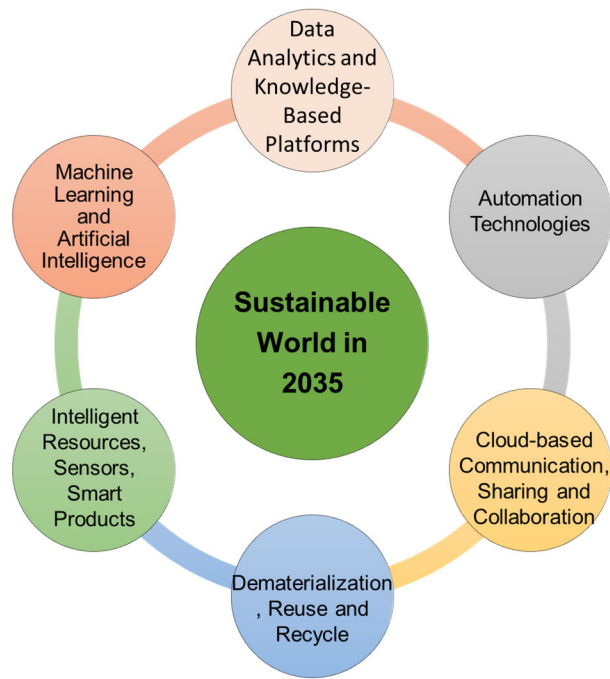 Data
Analytics and
Knowledge-
Based
Platforms
Machine
Learning
and
Artificial
Intelligence
Automation
Technologies
Sustainable
World in
2035
Intelligent
Resources,
Sensors,
Smart
Products
Cloud-based
Communication,
Sharing and
Collaboration
Dematerialization
, Reuse and
Recycle